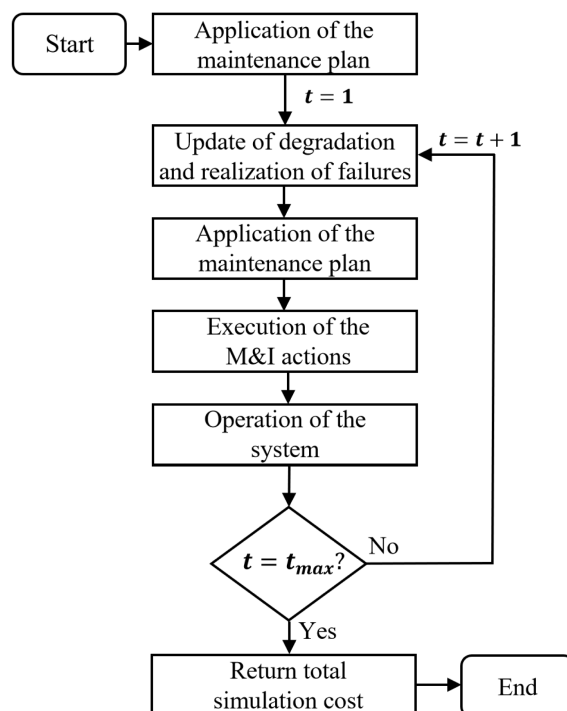 Start
Application of the
maintenance plan
t = 1
Update of degradation
and realization of failures
t = t + 1
Application of the
maintenance plan
Execution of the
M&I actions
Operation of the
system
t = tmax?
No
Yes
Return total
simulation cost
End